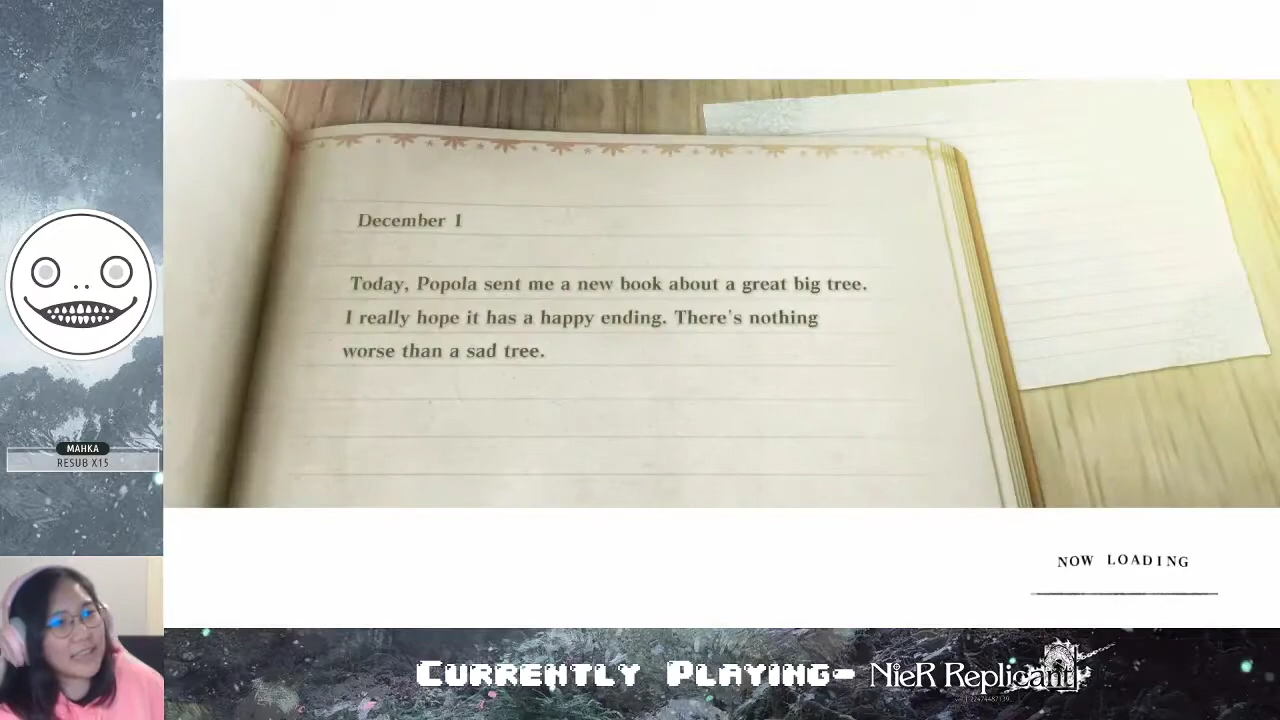 December 1
Today, Popola sent me a new book about a great big tree.
I really hope it has a happy ending. There's nothing
worse than a sad tree.
MAHKA
RESUB X15
NOW LOADING
CURRENTLY PLAYING- NieR Replicant